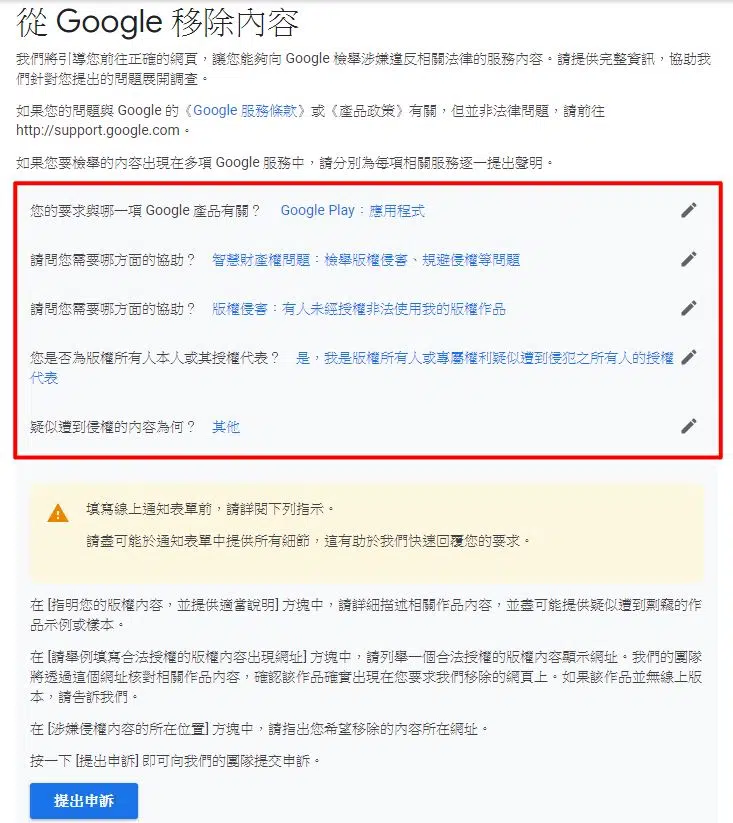 從 Google 移除內容
我們將引導您前往正確的網頁，讓您能夠向 Google 檢舉涉嫌違反相關法律的服務內容。請提供完整資訊，協助我
們針對您提出的問題展開調查。
如果您的問題與 Google 的《Google 服務條款》或《產品政策》有關，但並非法律問題，請前往
http://support.google.com。
如果您要檢舉的內容出現在多項 Google 服務中，請分別為每項相關服務逐一提出聲明。
您的要求與哪一項 Google 產品有關？ Google Play：應用程式
請問您需要哪方面的協助？ 智慧財產權問題：檢舉版權侵害、規避侵權等問題
請問您需要哪方面的協助？ 版權侵害：有人未經授權非法使用我的版權作品
您是否為版權所有人本人或其授權代表？ 是，我是版權所有人或專屬權利疑似遭到侵犯之所有人的授權
代表
疑似遭到侵權的內容為何？ 其他
填寫線上通知表單前，請詳閱下列指示。
請盡可能於通知表單中提供所有細節，這有助於我們快速回覆您的要求。
在 [指明您的版權內容，並提供適當說明] 方塊中，請詳細描述相關作品內容，並盡可能提供疑似遭到剽竊的作
品示例或樣本。
在 [請舉例填寫合法授權的版權內容出現網址] 方塊中，請列舉一個合法授權的版權內容顯示網址。我們的團隊
將透過這個網址核對相關作品內容，確認該作品確實出現在您要求我們移除的網頁上。如果該作品並無線上版
本，請告訴我們。
在 [涉嫌侵權內容的所在位置] 方塊中，請指出您希望移除的內容所在網址。
按一下 [提出申訴] 即可向我們的團隊提交申訴。
提出申訴